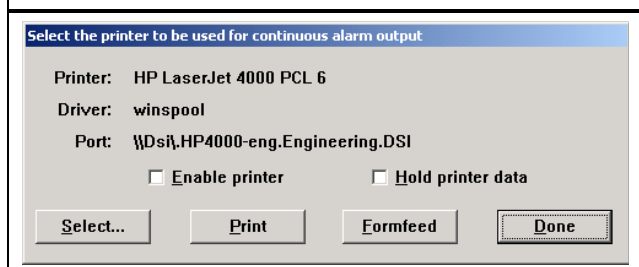 Select the printer to be used for continuous alarm output
Printer: HP LaserJet 4000 PCL 6
Driver: winspool
Port: \\Dsi\.HP4000-eng.Engineering.DSI
Enable printer Hold printer data
Select... Print Formfeed Done